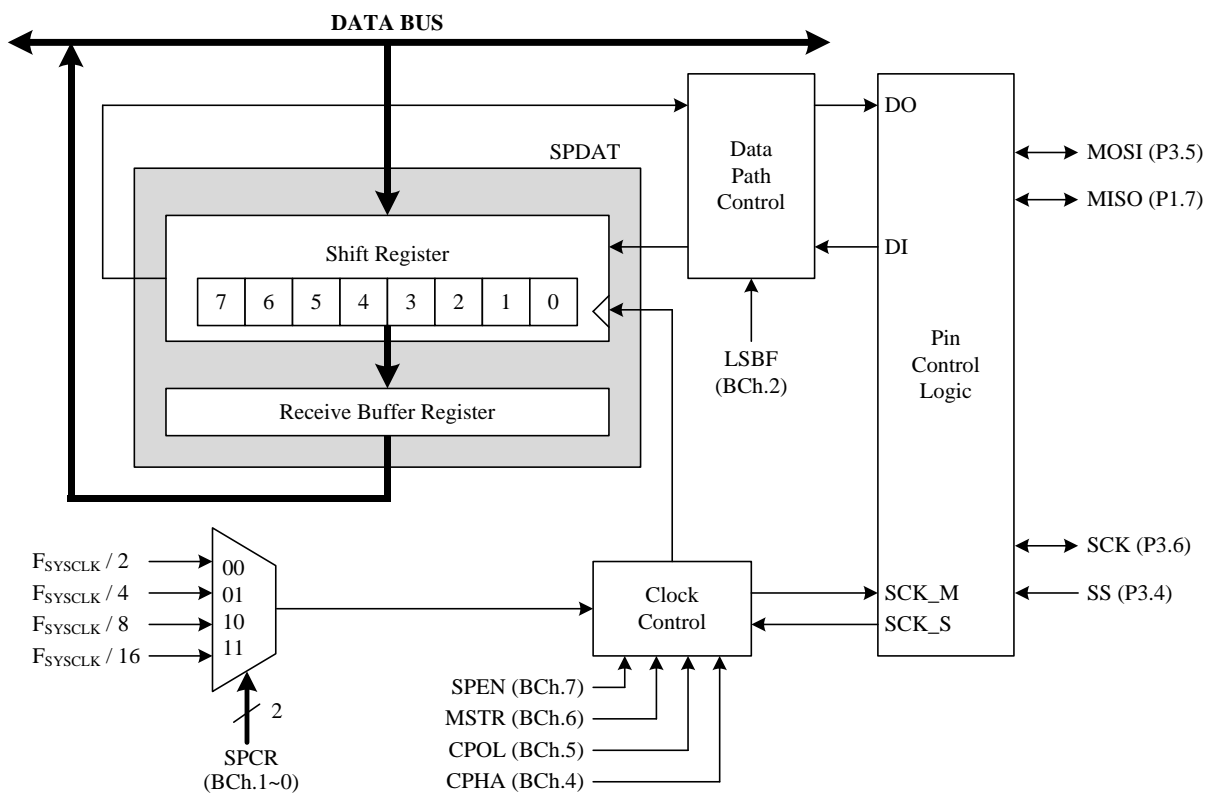 DATA BUS
SPDAT
Shift Register
7 6 5 4 3 2 1 0
Receive Buffer Register
Data
Path
Control
LSBF
(BCh.2)
DO
DI
Pin
Control
Logic
SCK_M
SCK_S
MOSI (P3.5)
MISO (P1.7)
SCK (P3.6)
SS (P3.4)
FSYSCLK / 2
FSYSCLK / 4
FSYSCLK / 8
FSYSCLK / 16
00
01
10
11
2
SPCR
(BCh.1~0)
Clock
Control
SPEN (BCh.7)
MSTR (BCh.6)
CPOL (BCh.5)
CPHA (BCh.4)